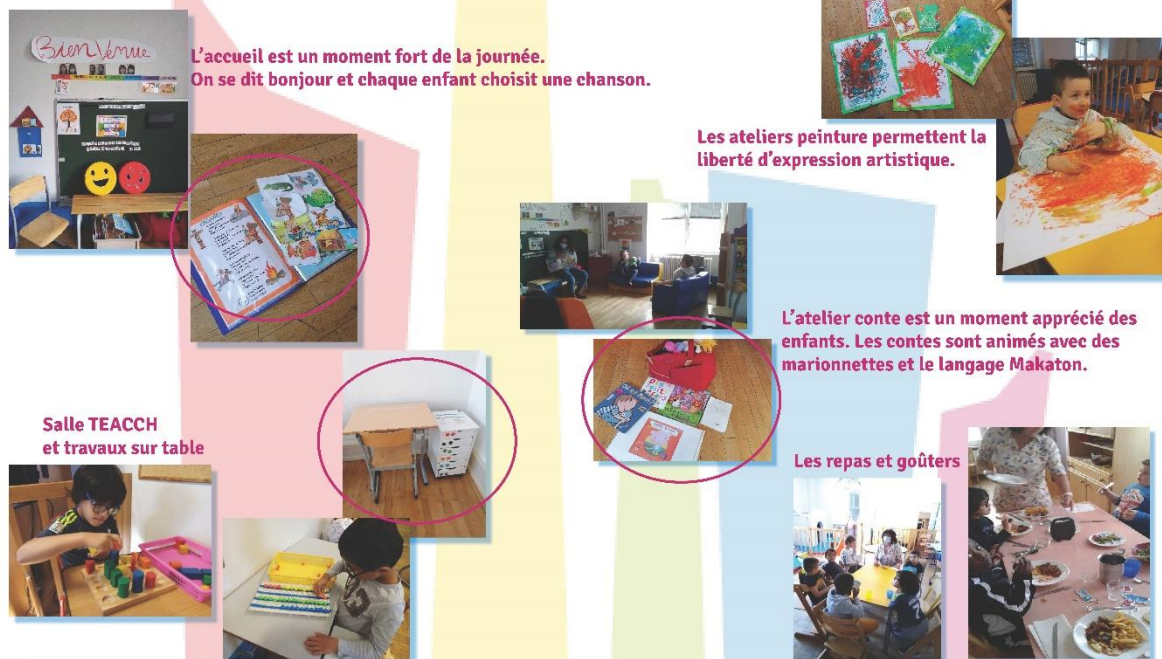 BienVenue
L'accueil est un moment fort de la journée.
On se dit bonjour et chaque enfant choisit une chanson.
Les ateliers peinture permettent la
liberté d'expression artistique.
L'atelier conte est un moment apprécié des
enfants. Les contes sont animés avec des
marionnettes et le langage Makaton.
Salle TEACCH
et travaux sur table
Les repas et goûters